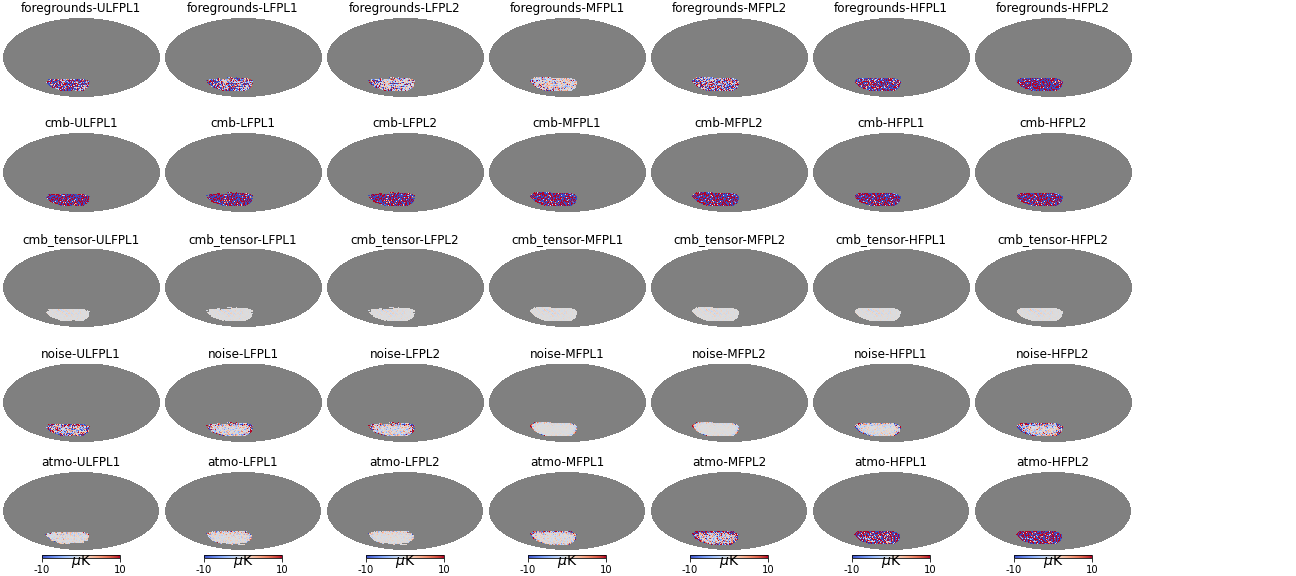 foregrounds-ULFPL1 foregrounds-LFPL1 foregrounds-LFPL2 foregrounds-MFPL1 foregrounds-MFPL2 foregrounds-HFPL1 foregrounds-HFPL2
cmb-ULFPL1 cmb-LFPL1 cmb-LFPL2 cmb-MFPL1 cmb-MFPL2 cmb-HFPL1 cmb-HFPL2
cmb_tensor-ULFPL1 cmb_tensor-LFPL1 cmb_tensor-LFPL2 cmb_tensor-MFPL1 cmb_tensor-MFPL2 cmb_tensor-HFPL1 cmb_tensor-HFPL2
noise-ULFPL1 noise-LFPL1 noise-LFPL2 noise-MFPL1 noise-MFPL2 noise-HFPL1 noise-HFPL2
atmo-ULFPL1 atmo-LFPL1 atmo-LFPL2 atmo-MFPL1 atmo-MFPL2 atmo-HFPL1 atmo-HFPL2
μK μK μK μK μK μK μK
-10 10 -10 10 -10 10 -10 10 -10 10 -10 10 -10 10